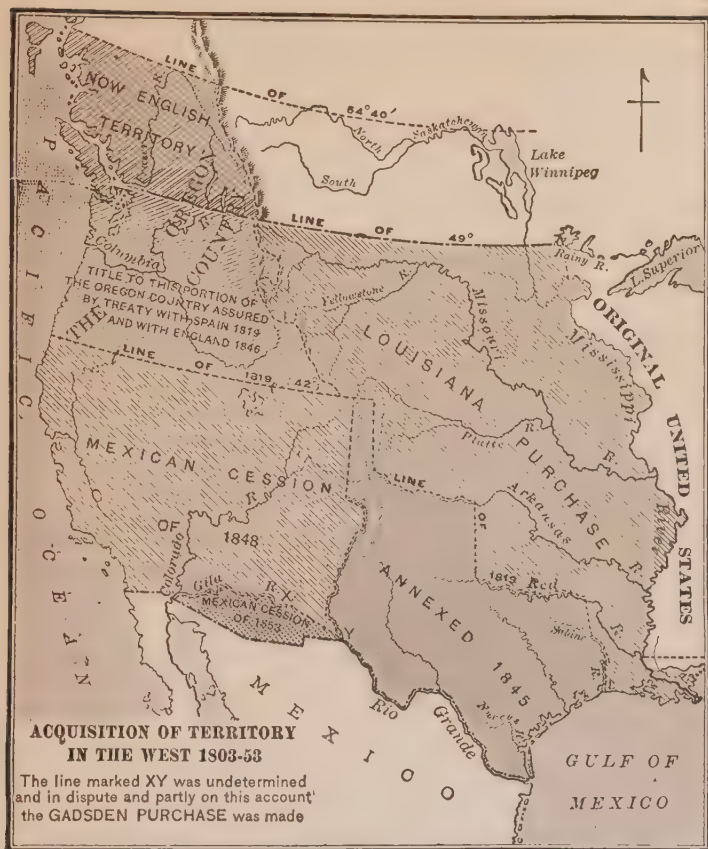 LINE OF 54°40'
NOW ENGLISH
TERRITORY
North
Saskatchewan
South
Lake
Winnipeg
LINE OF 49°
Rainy R.
L. Superior
PACIFIC OCEAN
THE OREGON COUNTRY
R.
Columbia
TITLE TO THIS PORTION OF
THE OREGON COUNTRY ASSURED
BY TREATY WITH SPAIN 1819
AND WITH ENGLAND 1846
Yellowstone R.
Missouri
R.
LOUISIANA
PURCHASE
Mississippi
River
ORIGINAL UNITED STATES
LINE OF 1819 42°
MEXICAN CESSION
OF 1848
Platte R.
LINE OF
Arkansas
R.
Red
R.
Colorado
R.
Gila R.
X
Y
MEXICAN CESSION
OF 1853
ANNEXED 1845
Sabine
R.
Nueces
R.
Rio Grande
MEXICO
GULF OF
MEXICO
ACQUISITION OF TERRITORY
IN THE WEST 1803-53
The line marked XY was undetermined
and in dispute and partly on this account
the GADSDEN PURCHASE was made